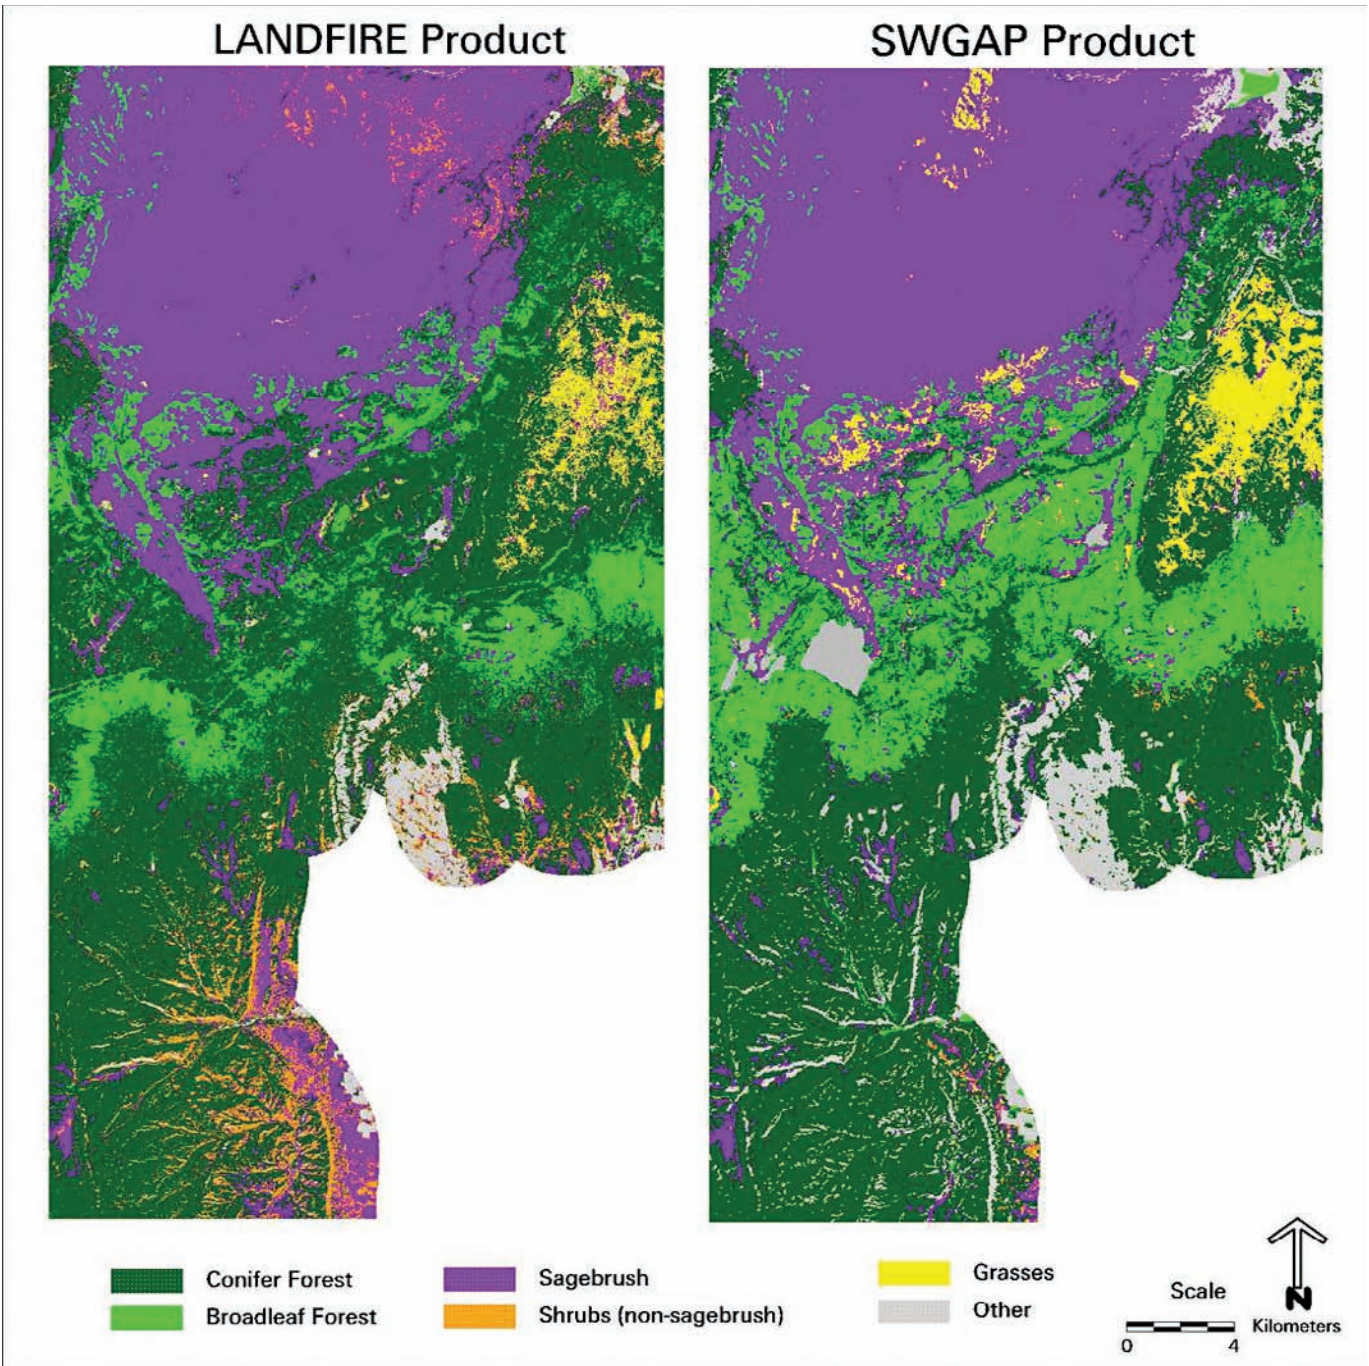 LANDFIRE Product
SWGAP Product
Conifer Forest
Broadleaf Forest
Sagebrush
Shrubs (non-sagebrush)
Grasses
Other
Scale
0 4 Kilometers
N